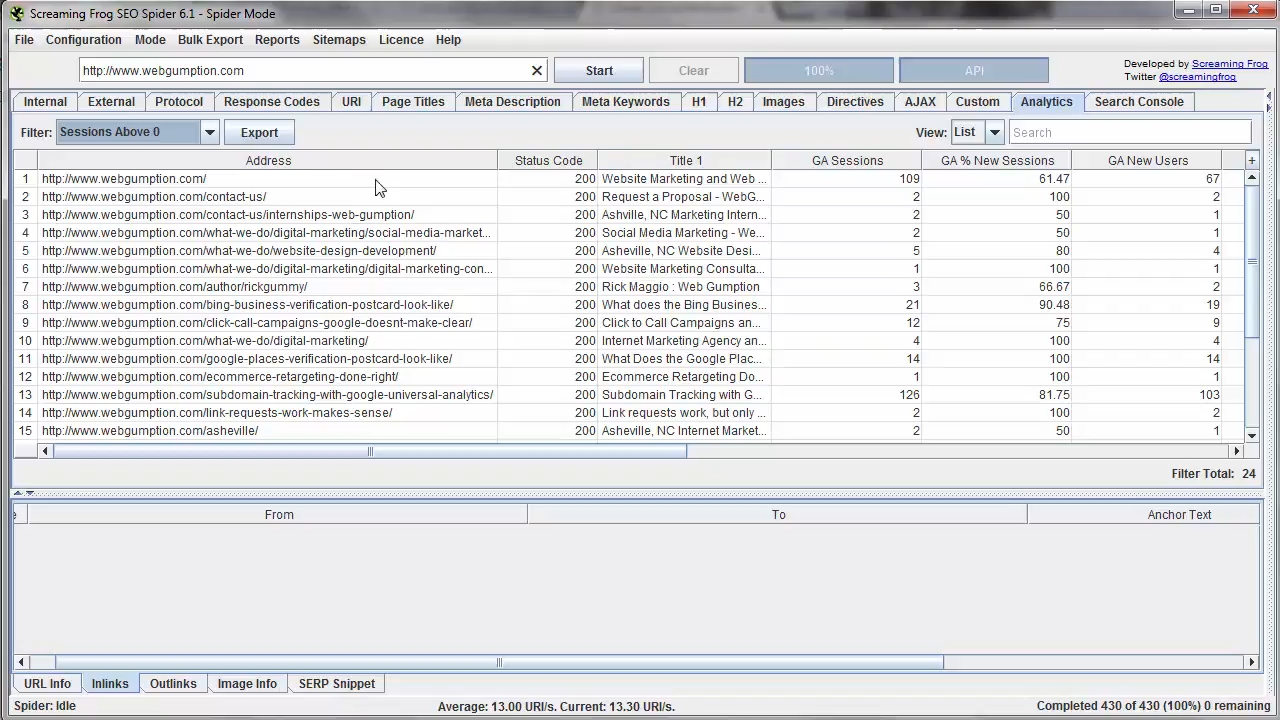 Screaming Frog SEO Spider 6.1 - Spider Mode
File Configuration Mode Bulk Export Reports Sitemaps Licence Help
http://www.webgumption.com Start Clear 100% API
Developed by Screaming Frog
Twitter @screamingfrog
Internal External Protocol Response Codes URI Page Titles Meta Description Meta Keywords H1 H2 Images Directives AJAX Custom Analytics Search Console
Filter: Sessions Above 0 Export View: List Search
Address Status Code Title 1 GA Sessions GA % New Sessions GA New Users +
1 http://www.webgumption.com/ 200 Website Marketing and Web ... 109 61.47 67
2 http://www.webgumption.com/contact-us/ 200 Request a Proposal - WebG... 2 100 2
3 http://www.webgumption.com/contact-us/internships-web-gumption/ 200 Ashville, NC Marketing Intern... 2 50 1
4 http://www.webgumption.com/what-we-do/digital-marketing/social-media-market... 200 Social Media Marketing - We... 2 50 1
5 http://www.webgumption.com/what-we-do/website-design-development/ 200 Asheville, NC Website Desi... 5 80 4
6 http://www.webgumption.com/what-we-do/digital-marketing/digital-marketing-con... 200 Website Marketing Consulta... 1 100 1
7 http://www.webgumption.com/author/rickgummy/ 200 Rick Maggio : Web Gumption 3 66.67 2
8 http://www.webgumption.com/bing-business-verification-postcard-look-like/ 200 What does the Bing Busines... 21 90.48 19
9 http://www.webgumption.com/click-call-campaigns-google-doesnt-make-clear/ 200 Click to Call Campaigns an... 12 75 9
10 http://www.webgumption.com/what-we-do/digital-marketing/ 200 Internet Marketing Agency an... 4 100 4
11 http://www.webgumption.com/google-places-verification-postcard-look-like/ 200 What Does the Google Plac... 14 100 14
12 http://www.webgumption.com/ecommerce-retargeting-done-right/ 200 Ecommerce Retargeting Do... 1 100 1
13 http://www.webgumption.com/subdomain-tracking-with-google-universal-analytics/ 200 Subdomain Tracking with G... 126 81.75 103
14 http://www.webgumption.com/link-requests-work-makes-sense/ 200 Link requests work, but only ... 2 100 2
15 http://www.webgumption.com/asheville/ 200 Asheville, NC Internet Market... 2 50 1
Filter Total: 24
e From To Anchor Text
URL Info Inlinks Outlinks Image Info SERP Snippet
Spider: Idle Average: 13.00 URI/s. Current: 13.30 URI/s. Completed 430 of 430 (100%) 0 remaining